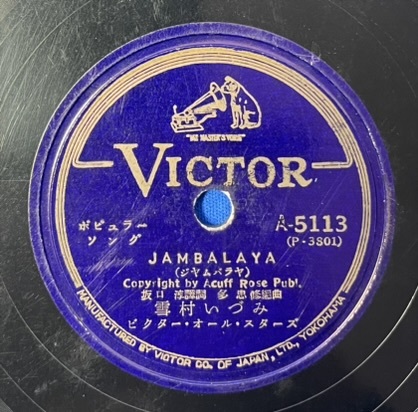 "HIS MASTER'S VOICE"
VICTOR
ポピュラー
ソング
A-5113
(P-3801)
JAMBALAYA
(ジャムバラヤ)
Copyright by Acuff Rose Publ.
坂口 淳譯詞 多 忠修編曲
雪村いづみ
ビクター・オール・スターズ
MANUFACTURED BY VICTOR CO. OF JAPAN, LTD., YOKOHAMA